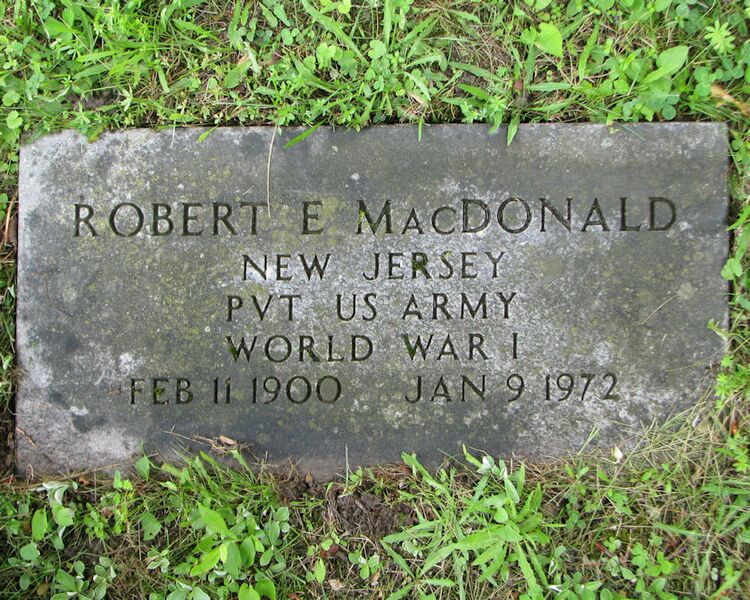 ROBERT E MacDONALD
NEW JERSEY
PVT US ARMY
WORLD WAR I
FEB 11 1900 JAN 9 1972